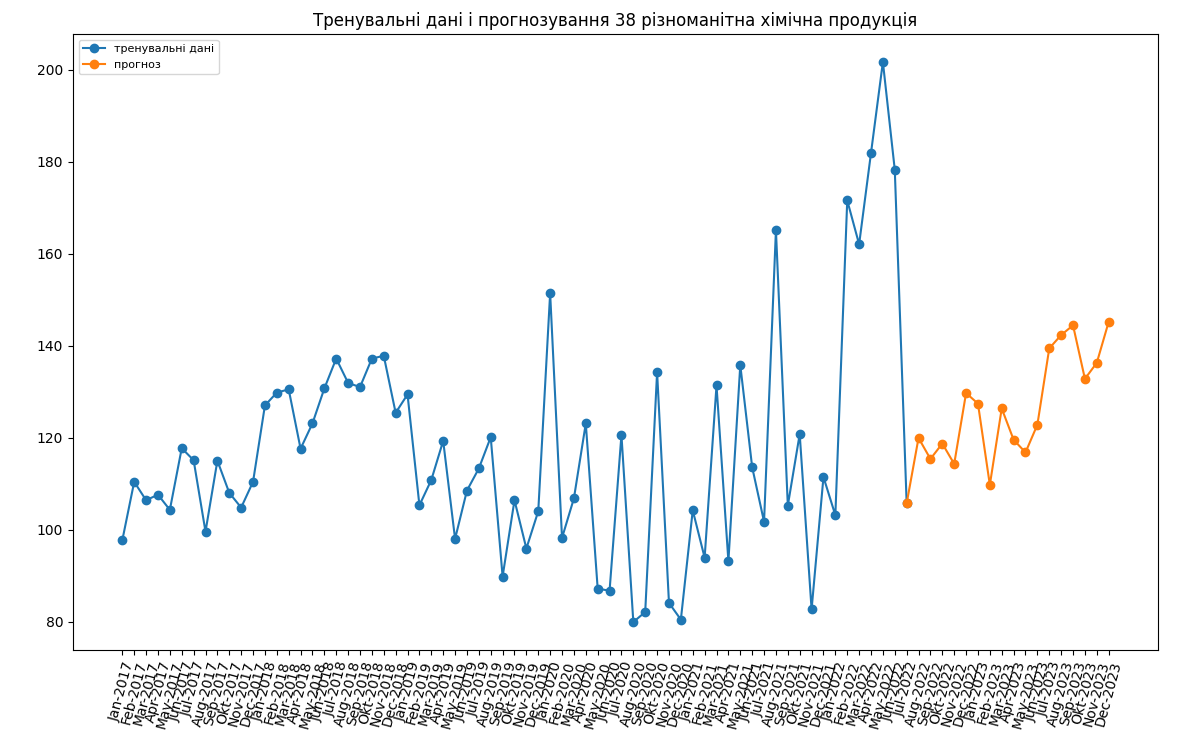 Тренувальні дані і прогнозування 38 різноманітна хімічна продукція
тренувальні дані
прогноз
200
180
160
140
120
100
80
Jan-2017
Feb-2017
Mar-2017
Apr-2017
May-2017
Jun-2017
Jul-2017
Aug-2017
Sep-2017
Okt-2017
Nov-2017
Dec-2017
Jan-2018
Feb-2018
Mar-2018
Apr-2018
May-2018
Jun-2018
Jul-2018
Aug-2018
Sep-2018
Okt-2018
Nov-2018
Dec-2018
Jan-2019
Feb-2019
Mar-2019
Apr-2019
May-2019
Jun-2019
Jul-2019
Aug-2019
Sep-2019
Okt-2019
Nov-2019
Dec-2019
Jan-2020
Feb-2020
Mar-2020
Apr-2020
May-2020
Jun-2020
Jul-2020
Aug-2020
Sep-2020
Okt-2020
Nov-2020
Dec-2020
Jan-2021
Feb-2021
Mar-2021
Apr-2021
May-2021
Jun-2021
Jul-2021
Aug-2021
Sep-2021
Okt-2021
Nov-2021
Dec-2021
Jan-2022
Feb-2022
Mar-2022
Apr-2022
May-2022
Jun-2022
Jul-2022
Aug-2022
Sep-2022
Okt-2022
Nov-2022
Dec-2022
Jan-2023
Feb-2023
Mar-2023
Apr-2023
May-2023
Jun-2023
Jul-2023
Aug-2023
Sep-2023
Okt-2023
Nov-2023
Dec-2023